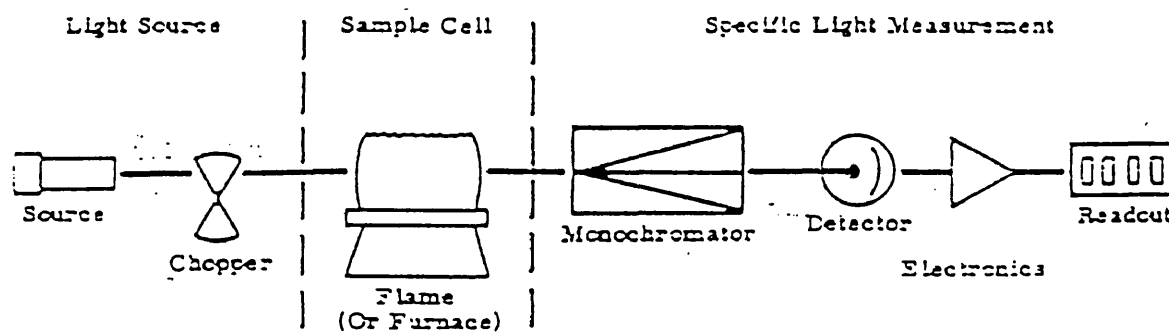 Light Source
Sample Cell
Specific Light Measurement
Source
Chopper
Flame
(Or Furnace)
Monochromator
Detector
Electronics
Readout